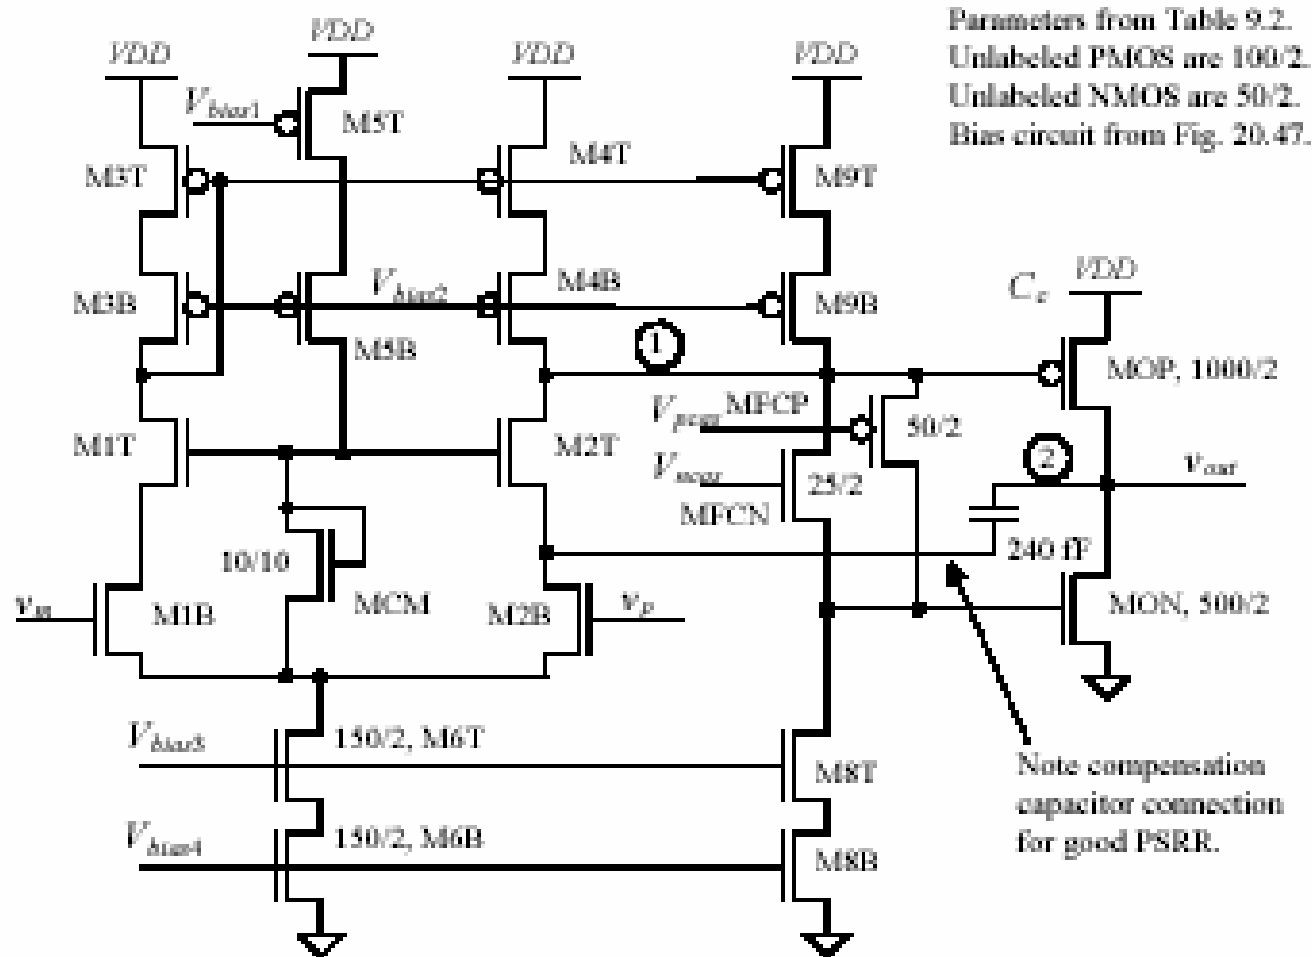 Parameters from Table 9.2.
Unlabeled PMOS are 100/2.
Unlabeled NMOS are 50/2.
Bias circuit from Fig. 20.47.
VDD
VDD
VDD
VDD
Vbias1
M5T
M3T
M4T
M9T
M3B
Vbias2
M4B
M9B
M5B
1
Cc
VDD
MOP, 1000/2
M1T
M2T
Vpcas
MFCP
50/2
Vncas
25/2
MFCN
2
vout
10/10
MCM
240 fF
vm
M1B
M2B
vp
MON, 500/2
Vbias3
150/2, M6T
M8T
Vbias4
150/2, M6B
M8B
Note compensation
capacitor connection
for good PSRR.